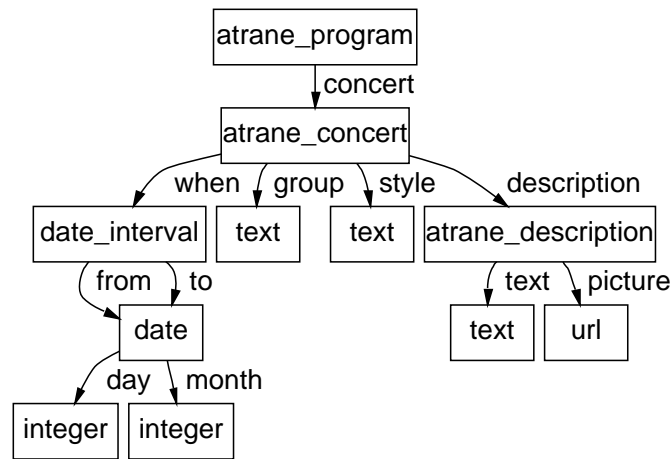 atrane_program
concert
atrane_concert
when group style description
date_interval text text atrane_description
from to text picture
date text url
day month
integer integer